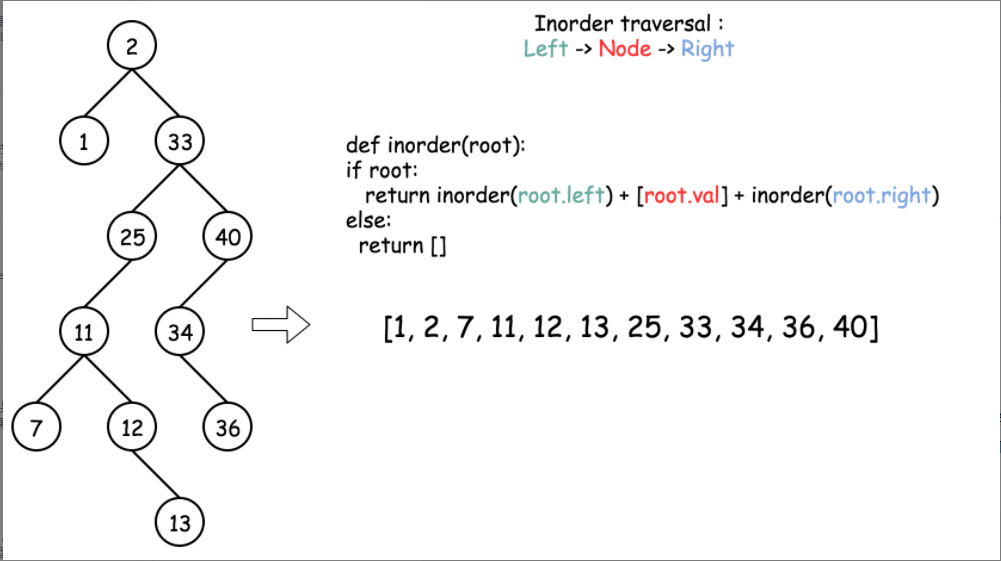 Inorder traversal :
Left -> Node -> Right
2
1
33
def inorder(root):
if root:
return inorder(root.left) + [root.val] + inorder(root.right)
else:
return []
25
40
11
34
[1, 2, 7, 11, 12, 13, 25, 33, 34, 36, 40]
7
12
36
13